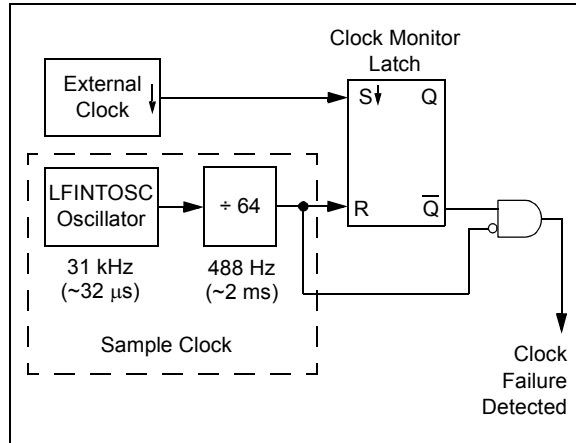 Clock Monitor
Latch
External
Clock
S
Q
LFINTOSC
Oscillator
÷ 64
R
Q̅
31 kHz
(~32 μs)
488 Hz
(~2 ms)
Sample Clock
Clock
Failure
Detected